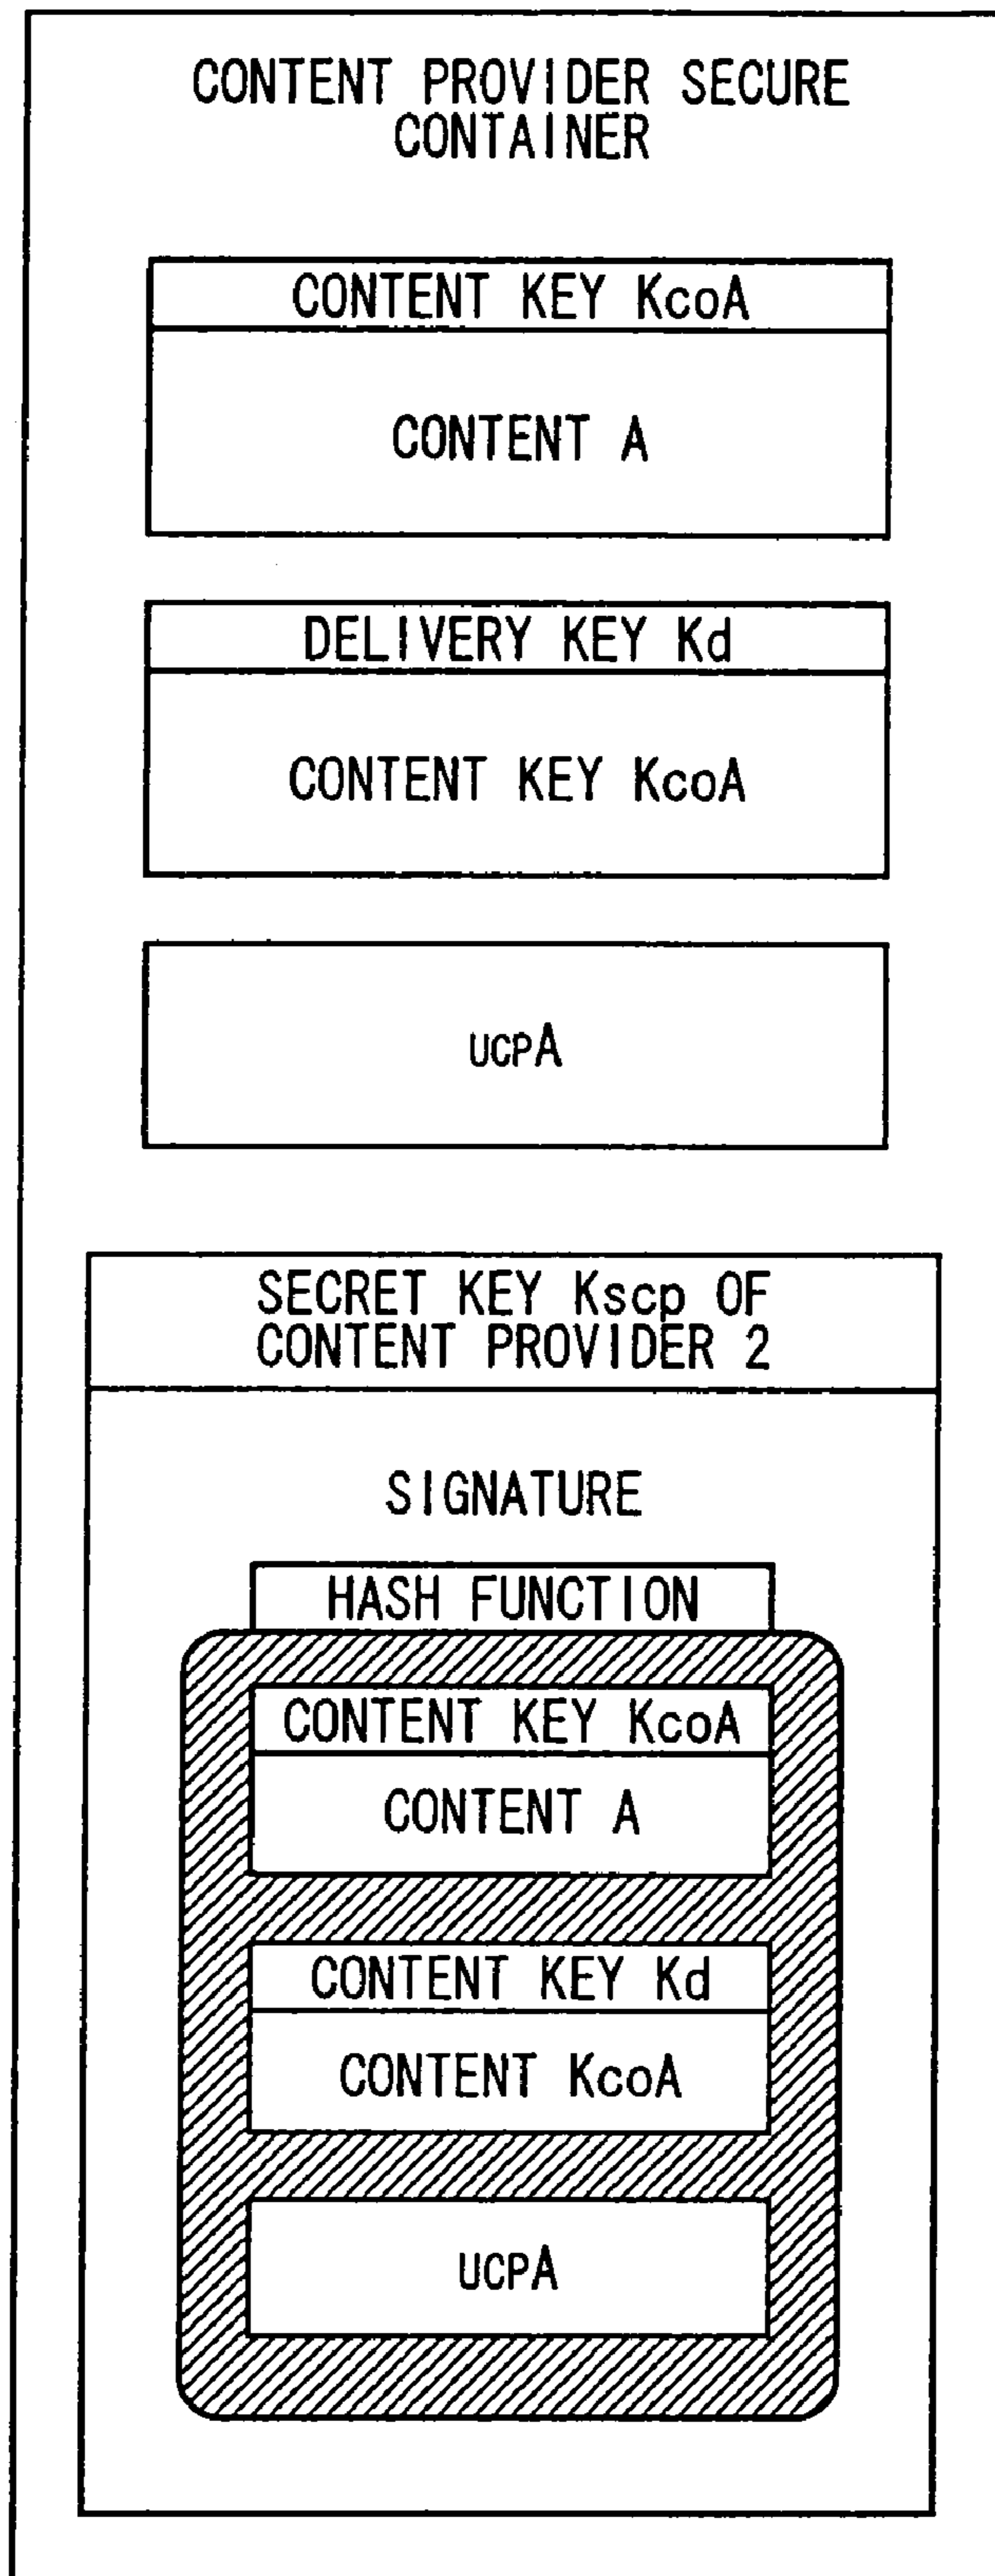 CONTENT PROVIDER SECURE
CONTAINER
CONTENT KEY KcoA
CONTENT A
DELIVERY KEY Kd
CONTENT KEY KcoA
UCPA
SECRET KEY Kscp OF
CONTENT PROVIDER 2
SIGNATURE
HASH FUNCTION
CONTENT KEY KcoA
CONTENT A
CONTENT KEY Kd
CONTENT KcoA
UCPA